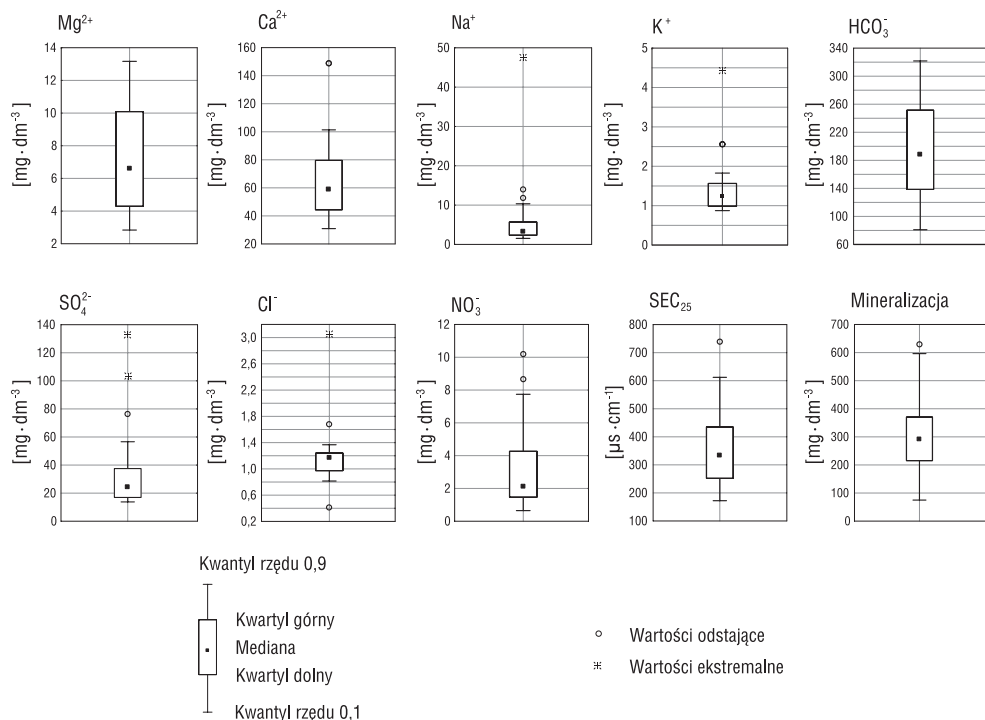 Mg²⁺
[mg·dm⁻³]
14
12
10
8
6
4
2
Ca²⁺
[mg·dm⁻³]
160
140
120
100
80
60
40
20
Na⁺
[mg·dm⁻³]
50
40
30
20
10
0
K⁺
[mg·dm⁻³]
5
4
3
2
1
0
HCO₃⁻
[mg·dm⁻³]
340
300
260
220
180
140
100
60
SO₄²⁻
[mg·dm⁻³]
140
120
100
80
60
40
20
0
Cl⁻
[mg·dm⁻³]
3,0
2,6
2,2
1,8
1,4
1,0
0,6
0,2
NO₃⁻
[mg·dm⁻³]
12
10
8
6
4
2
0
SEC₂₅
[µs·cm⁻¹]
800
700
600
500
400
300
200
100
Mineralizacja
[mg·dm⁻³]
700
600
500
400
300
200
100
0
Kwantyl rzędu 0,9
Kwartyl górny
Mediana
Kwartyl dolny
Kwantyl rzędu 0,1
Wartości odstające
Wartości ekstremalne